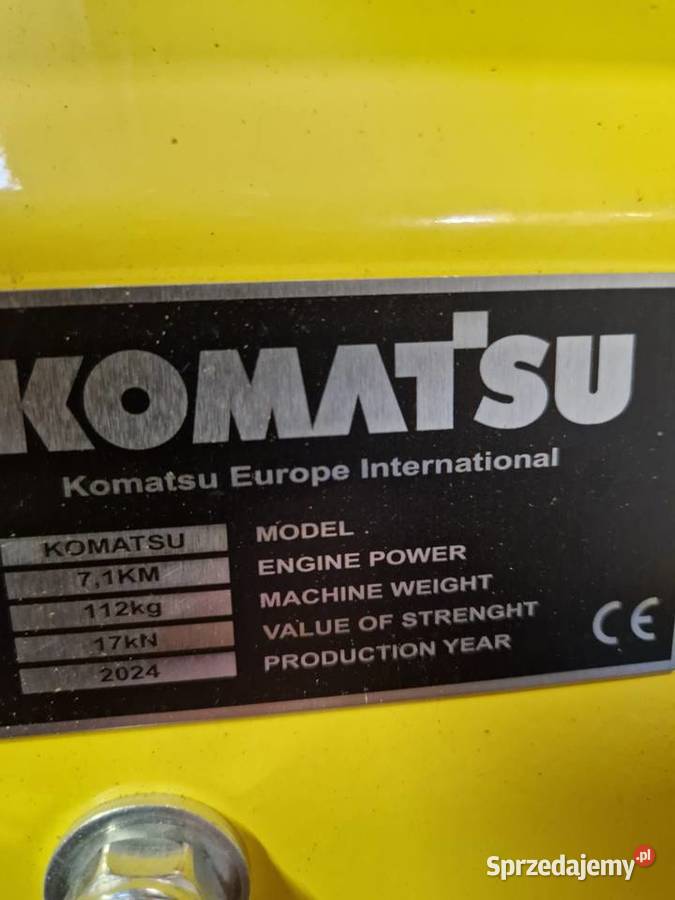 KOMATSU
Komatsu Europe International
KOMATSU MODEL
7,1KM ENGINE POWER
112kg MACHINE WEIGHT
17kN VALUE OF STRENGHT
2024 PRODUCTION YEAR
CE
Sprzedajemy.pl